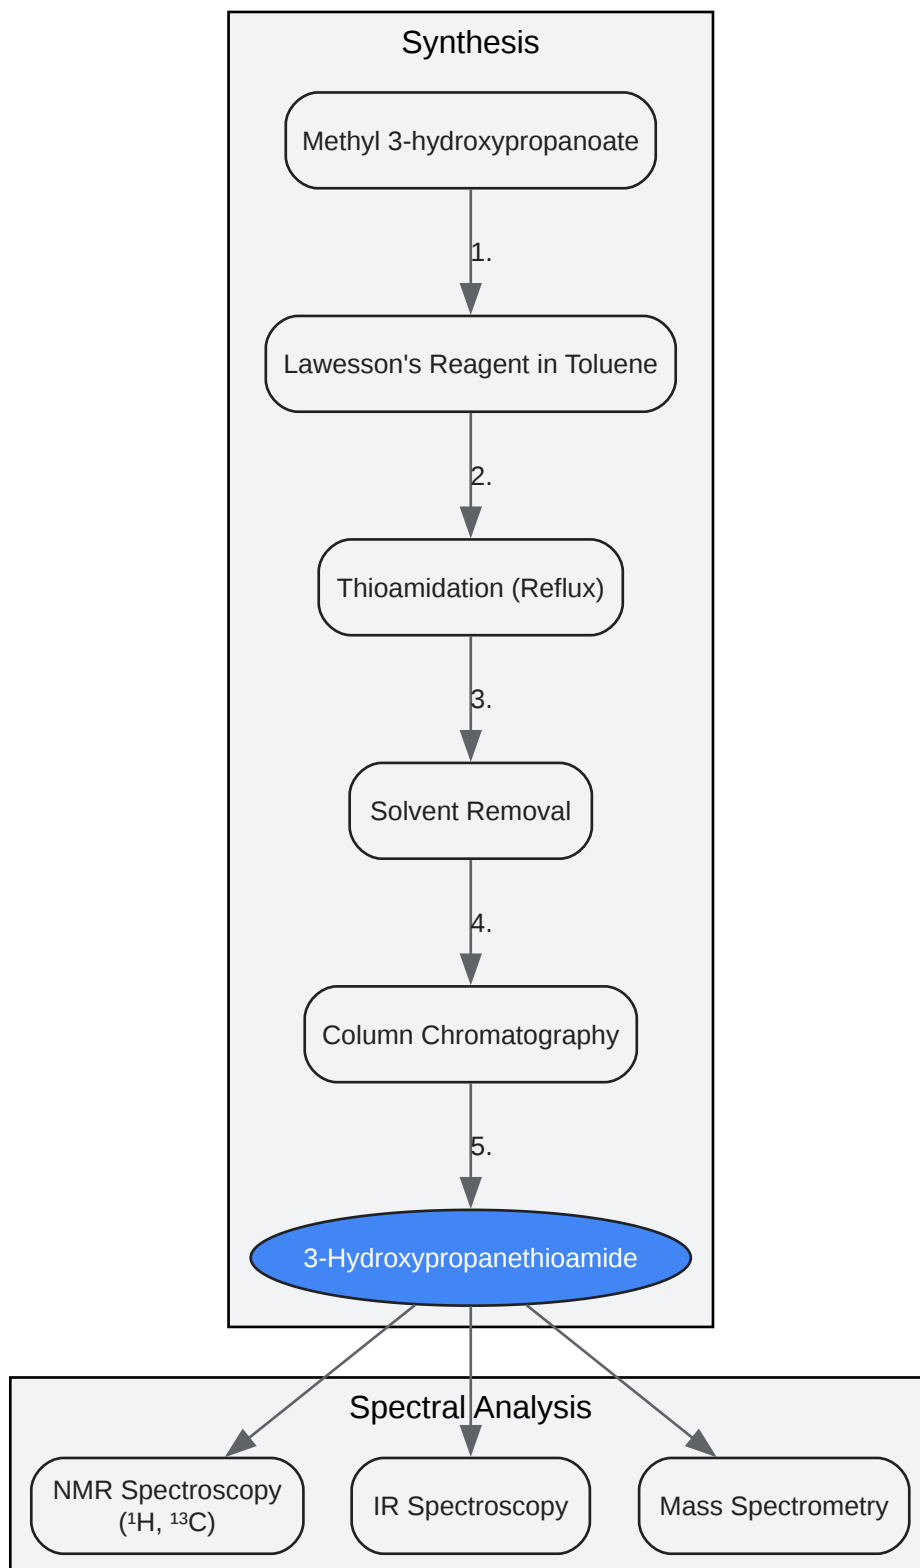 Synthesis
Methyl 3-hydroxypropanoate
1.
Lawesson's Reagent in Toluene
2.
Thioamidation (Reflux)
3.
Solvent Removal
4.
Column Chromatography
5.
3-Hydroxypropanethioamide
Spectral Analysis
NMR Spectroscopy
(¹H, ¹³C)
IR Spectroscopy
Mass Spectrometry